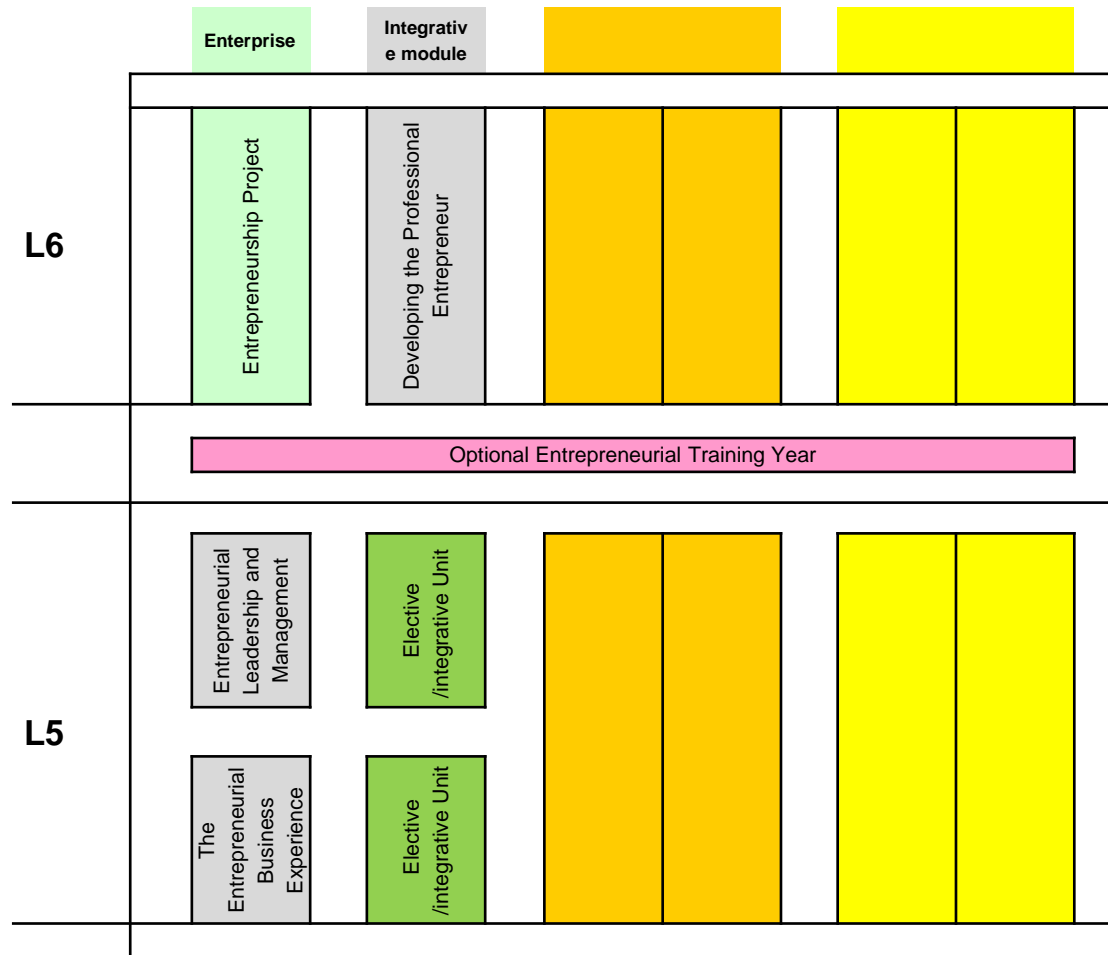 Enterprise
Integrativ
e module
L6
Entrepreneurship Project
Developing the Professional
Entrepreneur
Optional Entrepreneurial Training Year
L5
Entrepreneurial
Leadership and
Management
Elective
/integrative Unit
The
Entrepreneurial
Business
Experience
Elective
/integrative Unit